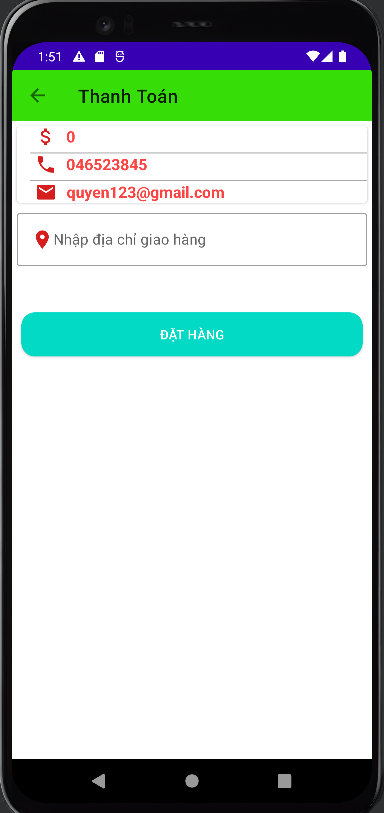 1:51
Thanh Toán
0
046523845
quyen123@gmail.com
Nhập địa chỉ giao hàng
ĐẶT HÀNG